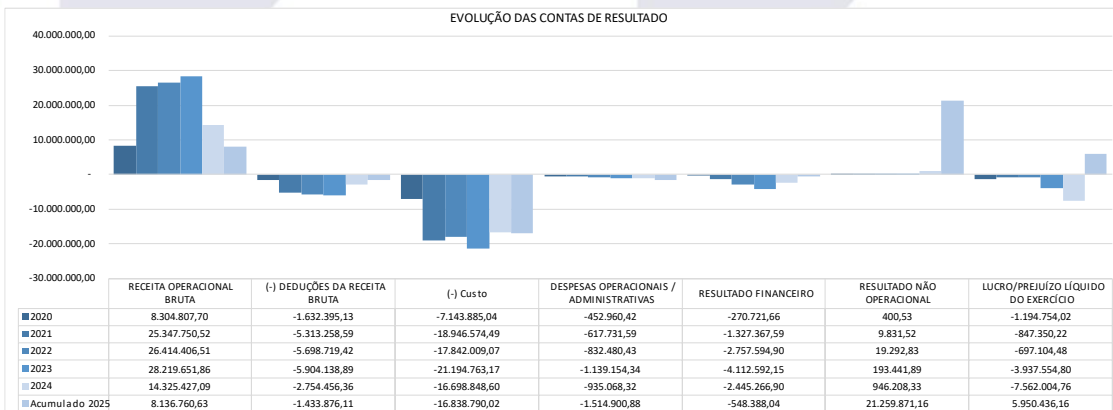 EVOLUÇÃO DAS CONTAS DE RESULTADO
40.000.000,00
30.000.000,00
20.000.000,00
10.000.000,00
-
-10.000.000,00
-20.000.000,00
-30.000.000,00
RECEITA OPERACIONAL BRUTA
(-) DEDUÇÕES DA RECEITA BRUTA
(-) Custo
DESPESAS OPERACIONAIS / ADMINISTRATIVAS
RESULTADO FINANCEIRO
RESULTADO NÃO OPERACIONAL
LUCRO/PREJUÍZO LÍQUIDO DO EXERCÍCIO
2020 8.304.807,70 -1.632.395,13 -7.143.885,04 -452.960,42 -270.721,66 400,53 -1.194.754,02
2021 25.347.750,52 -5.313.258,59 -18.946.574,49 -617.731,59 -1.327.367,59 9.831,52 -847.350,22
2022 26.414.406,51 -5.698.719,42 -17.842.009,07 -832.480,43 -2.757.594,90 19.292,83 -697.104,48
2023 28.219.651,86 -5.904.138,89 -21.194.763,17 -1.139.154,34 -4.112.592,15 193.441,89 -3.937.554,80
2024 14.325.427,09 -2.754.456,36 -16.698.848,60 -935.068,32 -2.445.266,90 946.208,33 -7.562.004,76
Acumulado 2025 8.136.760,63 -1.433.876,11 -16.838.790,02 -1.514.900,88 -548.388,04 21.259.871,16 5.950.436,16